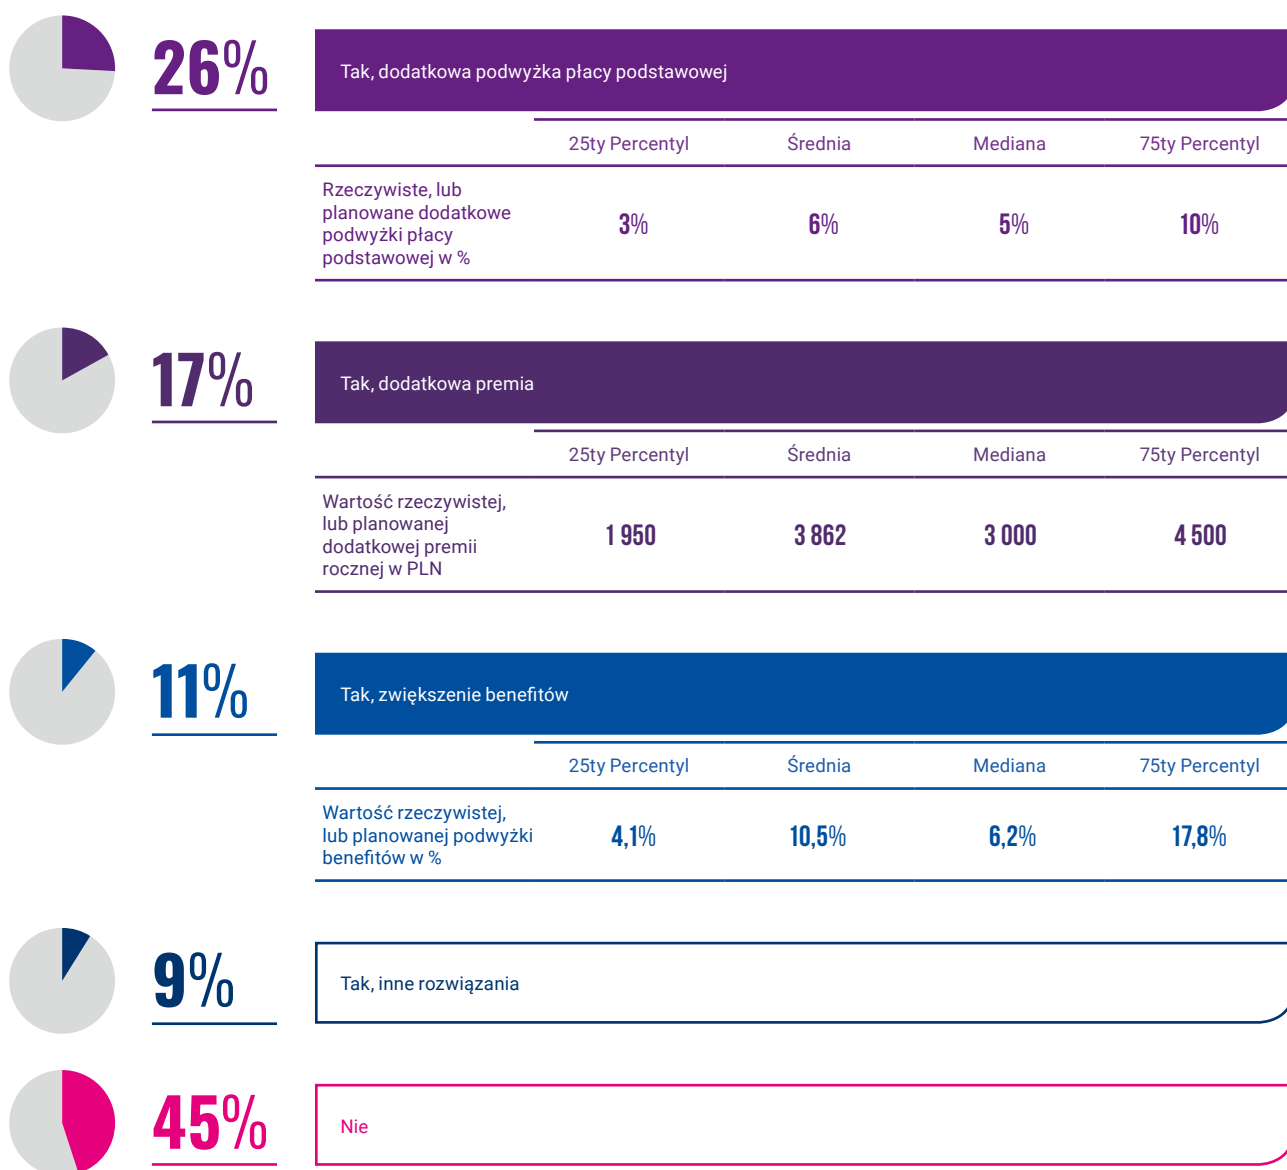 26%
Tak, dodatkowa podwyżka płacy podstawowej
25ty Percentyl Średnia Mediana 75ty Percentyl
Rzeczywiste, lub
planowane dodatkowe
podwyżki płacy
podstawowej w %
3% 6% 5% 10%
17%
Tak, dodatkowa premia
25ty Percentyl Średnia Mediana 75ty Percentyl
Wartość rzeczywistej,
lub planowanej
dodatkowej premii
rocznej w PLN
1 950 3 862 3 000 4 500
11%
Tak, zwiększenie benefitów
25ty Percentyl Średnia Mediana 75ty Percentyl
Wartość rzeczywistej,
lub planowanej podwyżki
benefitów w %
4,1% 10,5% 6,2% 17,8%
9%
Tak, inne rozwiązania
45%
Nie